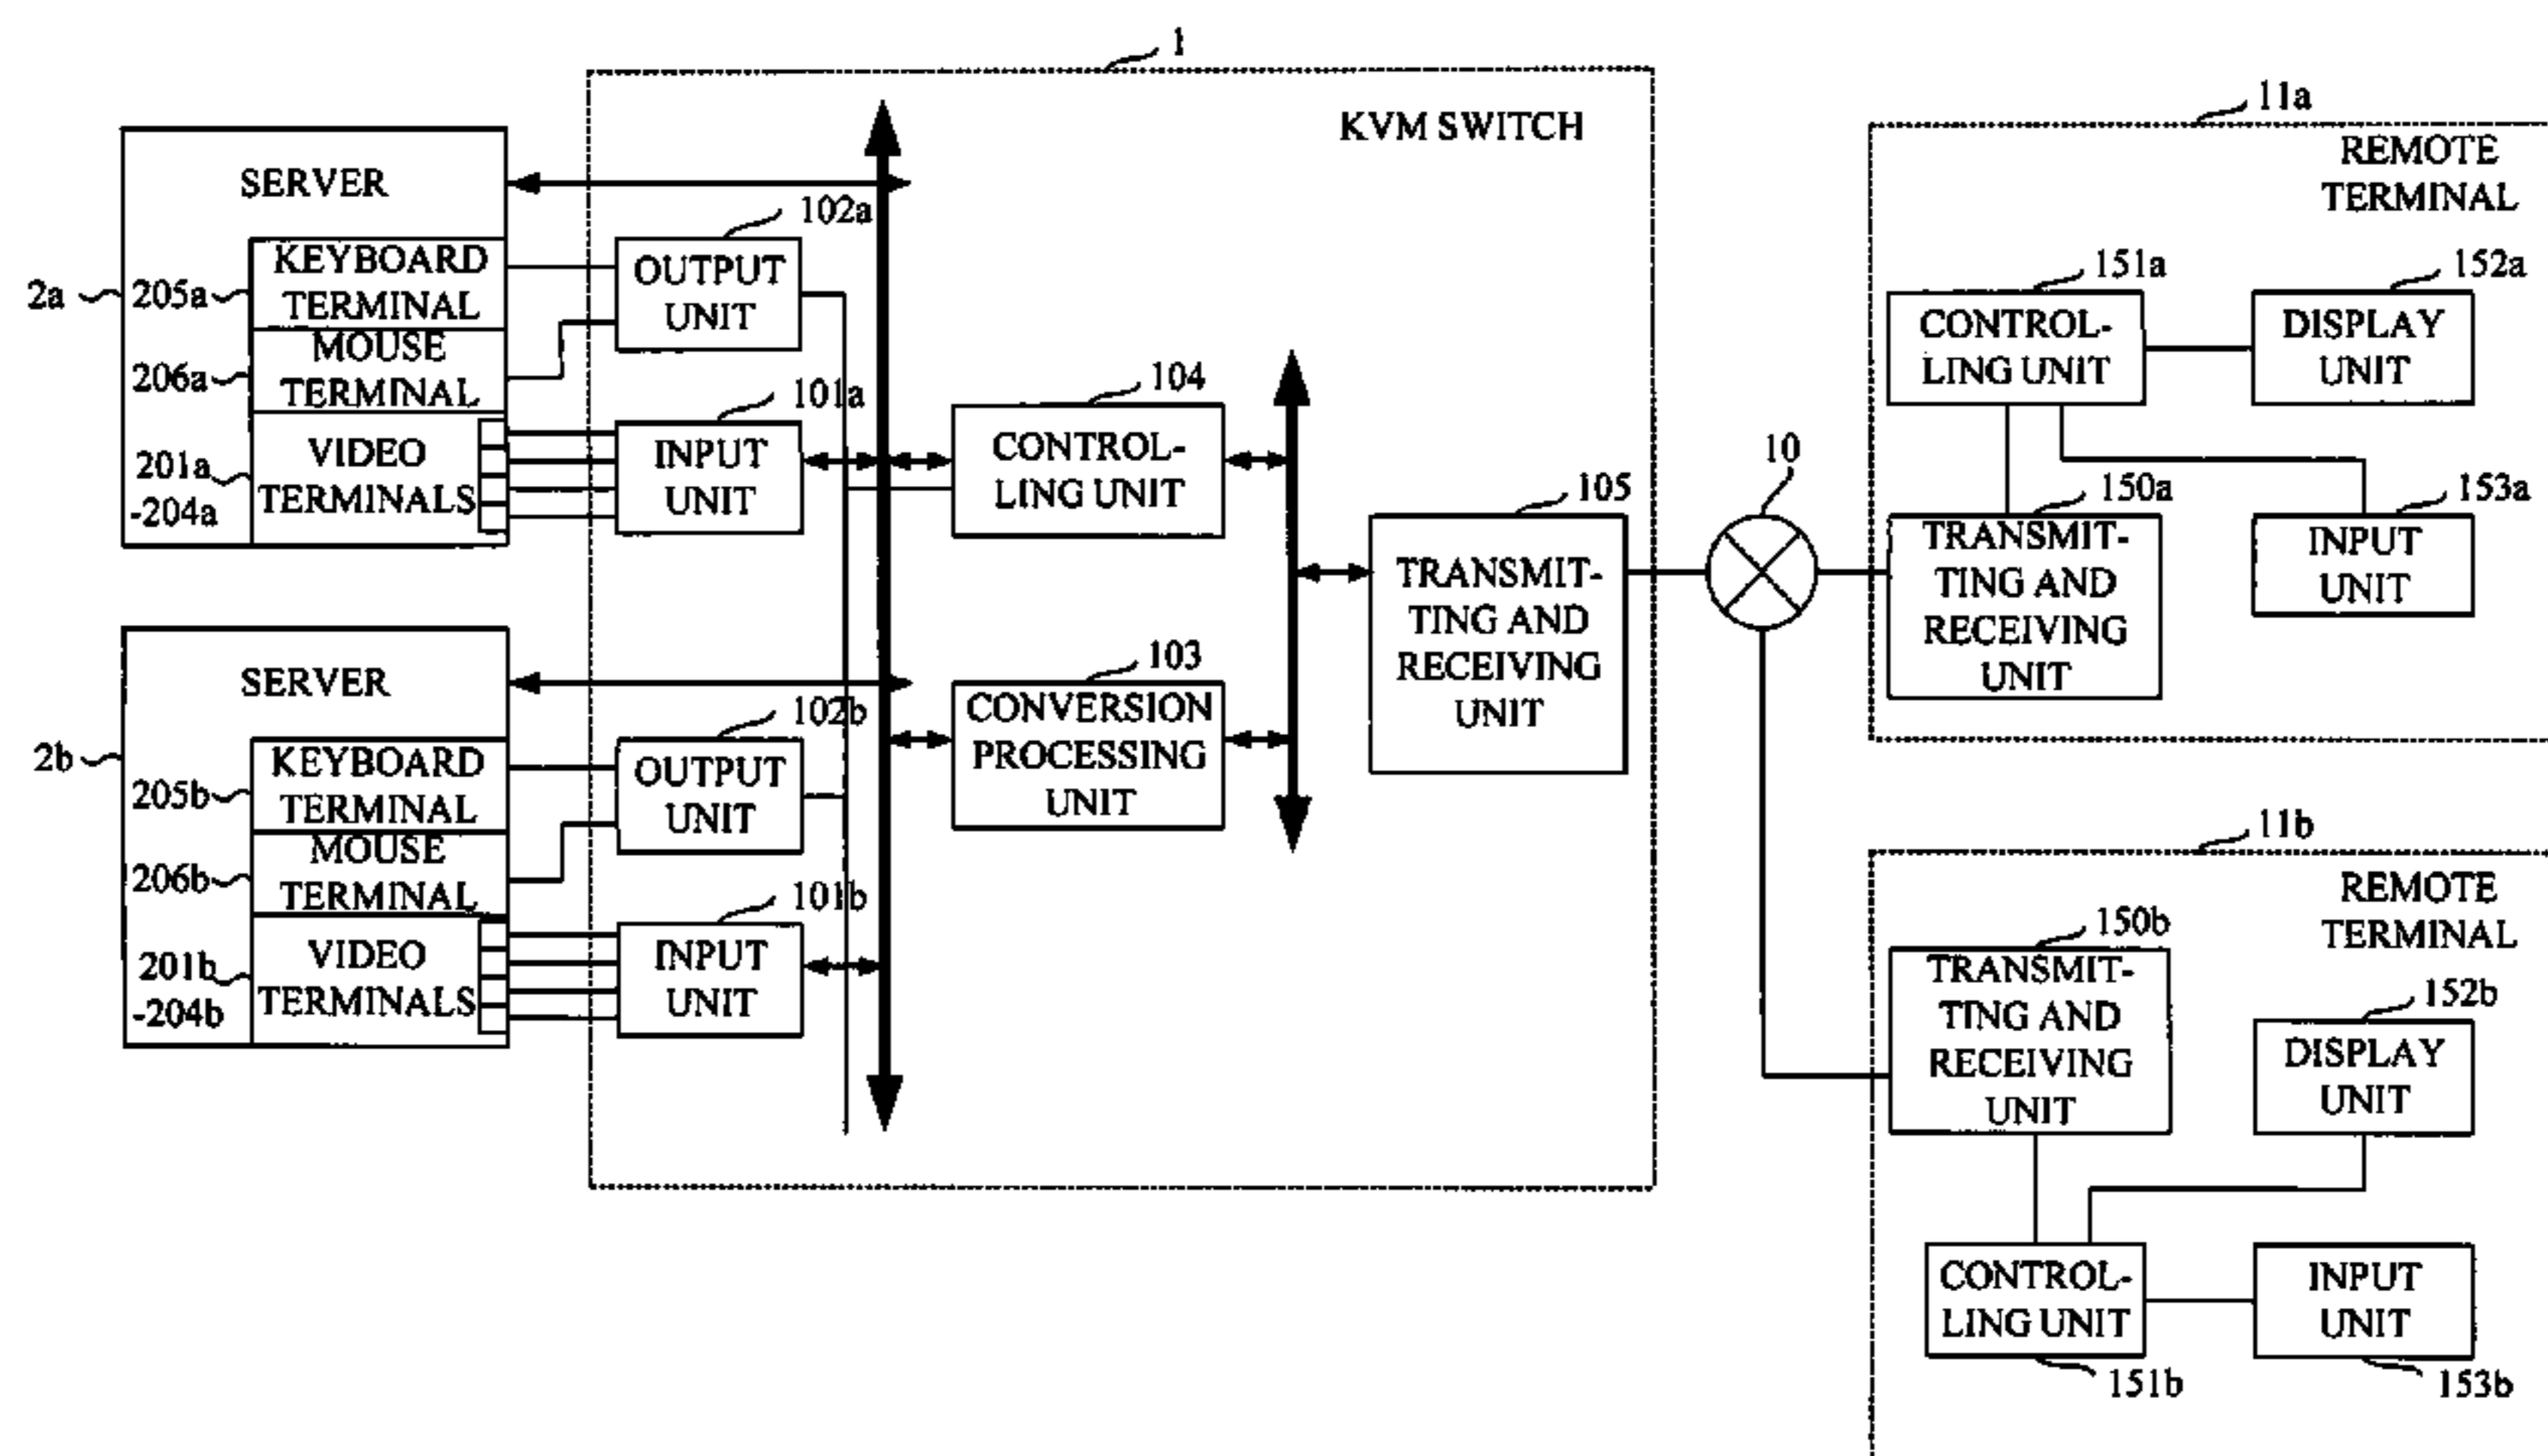 1
KVM SWITCH
11a
REMOTE
TERMINAL
SERVER
102a
KEYBOARD
TERMINAL
OUTPUT
UNIT
2a
205a
MOUSE
TERMINAL
206a
101a
VIDEO
TERMINALS
201a
-204a
INPUT
UNIT
104
CONTROL-
LING UNIT
105
TRANSMIT-
TING AND
RECEIVING
UNIT
10
151a
CONTROL-
LING UNIT
152a
DISPLAY
UNIT
150a
TRANSMIT-
TING AND
RECEIVING
UNIT
153a
INPUT
UNIT
SERVER
103
CONVERSION
PROCESSING
UNIT
102b
KEYBOARD
TERMINAL
OUTPUT
UNIT
2b
205b
MOUSE
TERMINAL
206b
101b
VIDEO
TERMINALS
201b
-204b
INPUT
UNIT
11b
REMOTE
TERMINAL
150b
TRANSMIT-
TING AND
RECEIVING
UNIT
152b
DISPLAY
UNIT
CONTROL-
LING UNIT
151b
INPUT
UNIT
153b